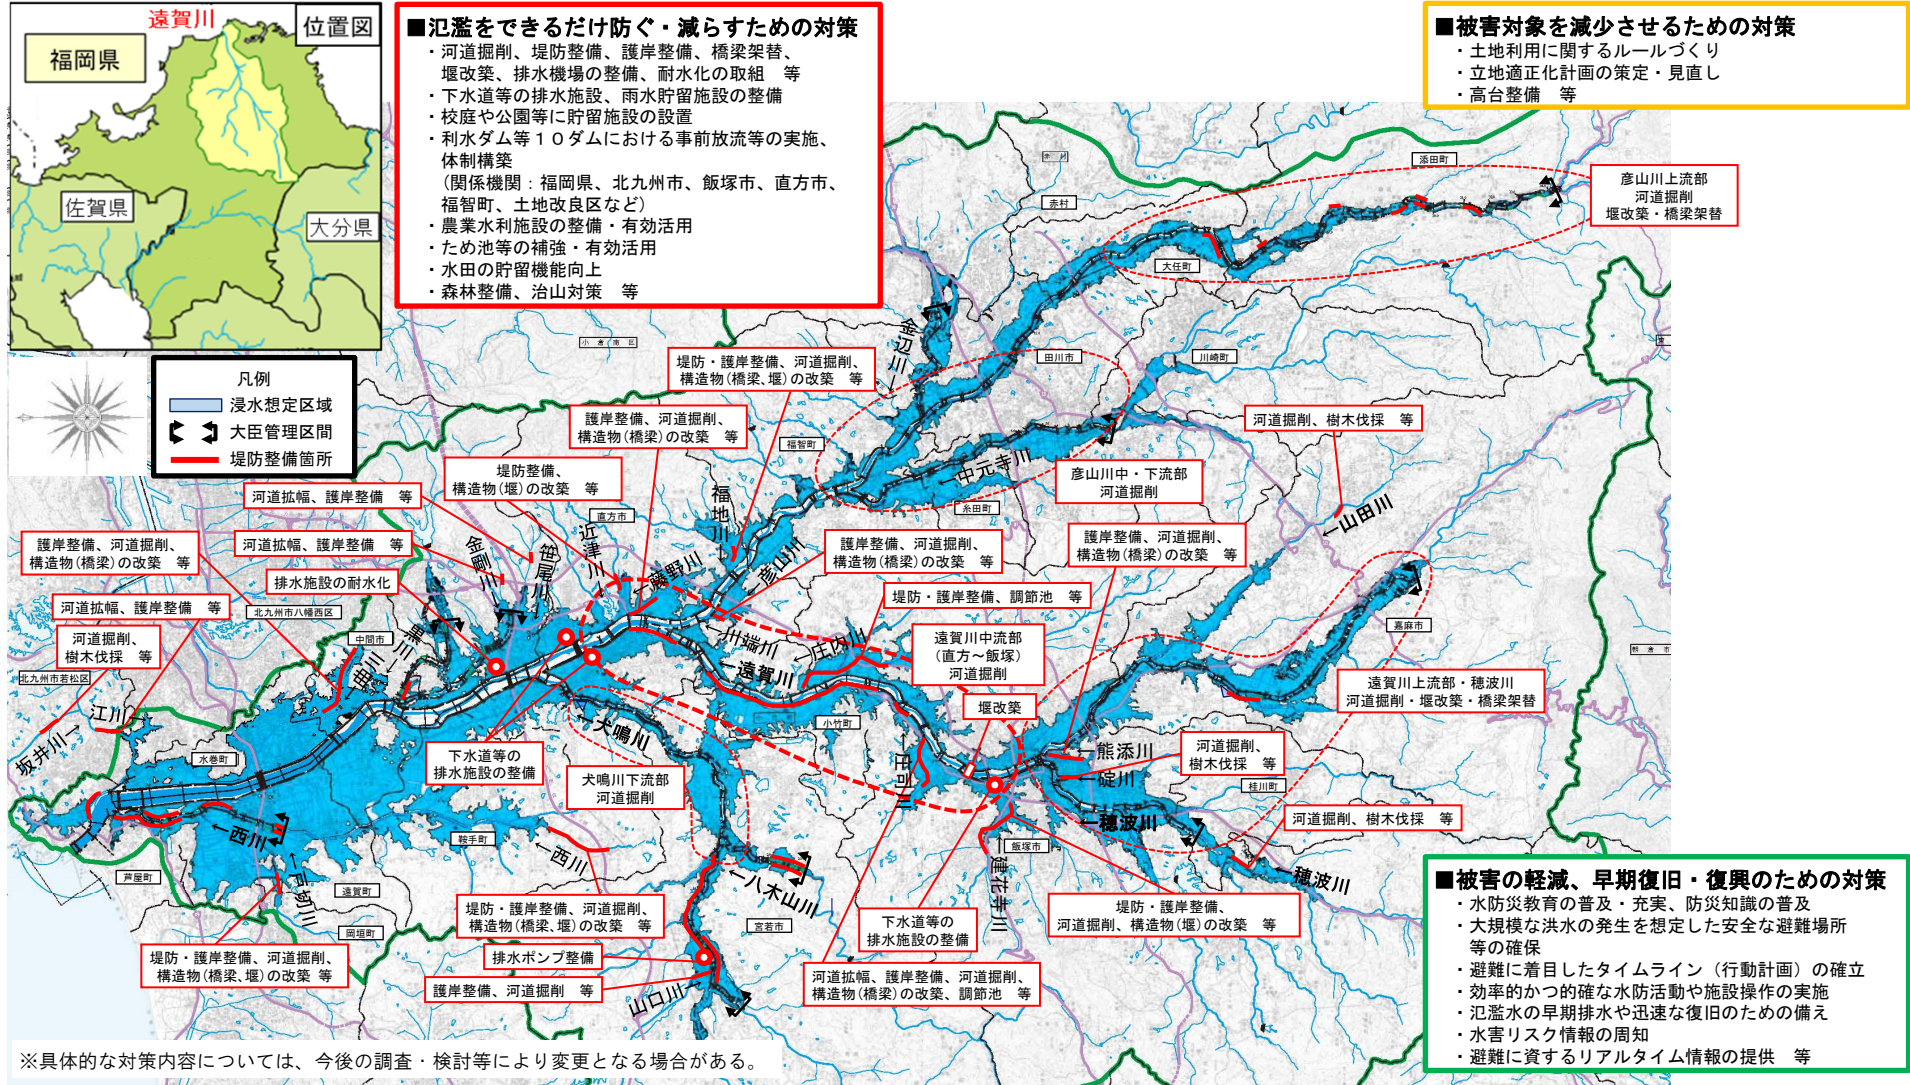 遠賀川
位置図
福岡県
佐賀県
大分県
■氾濫をできるだけ防ぐ・減らすための対策
・河道掘削、堤防整備、護岸整備、橋梁架替、
堰改築、排水機場の整備、耐水化の取組　等
・下水道等の排水施設、雨水貯留施設の整備
・校庭や公園等に貯留施設の設置
・利水ダム等１０ダムにおける事前放流等の実施、
体制構築
（関係機関：福岡県、北九州市、飯塚市、直方市、
福智町、土地改良区など）
・農業水利施設の整備・有効活用
・ため池等の補強・有効活用
・水田の貯留機能向上
・森林整備、治山対策　等
■被害対象を減少させるための対策
・土地利用に関するルールづくり
・立地適正化計画の策定・見直し
・高台整備　等
凡例
浸水想定区域
大臣管理区間
堤防整備箇所
添田町
赤村
大任町
彦山川上流部
河道掘削
堰改築・橋梁架替
小倉南区
金辺川→
田川市
川崎町
堤防・護岸整備、河道掘削、
構造物(橋梁、堰)の改築　等
護岸整備、河道掘削、
構造物(橋梁)の改築　等
河道掘削、樹木伐採　等
福智町
←中元寺川
堤防整備、
構造物(堰)の改築　等
彦山川中・下流部
河道掘削
河道拡幅、護岸整備　等
直方市
福地川→
糸田町
←山田川
護岸整備、河道掘削、
構造物(橋梁)の改築　等
河道拡幅、護岸整備　等
金剛川→
笹尾川→
近津川→
←藤野川
←彦山川
護岸整備、河道掘削、
構造物(橋梁)の改築　等
護岸整備、河道掘削、
構造物(橋梁)の改築　等
排水施設の耐水化
河道拡幅、護岸整備　等
北九州市八幡西区
堤防・護岸整備、調節池　等
河道掘削、
樹木伐採　等
中間市
←川端川
←庄内川
←遠賀川
遠賀川中流部
（直方～飯塚）
河道掘削
嘉麻市
北九州市若松区
遠賀川上流部・穂波川
河道掘削・堰改築・橋梁架替
堰改築
江川→
坂井川→
小竹町
←犬鳴川
水巻町
下水道等の
排水施設の整備
←熊添川
河道掘削、
樹木伐採　等
犬鳴川下流部
河道掘削
←庄司川
←碇川
桂川町
河道掘削、樹木伐採　等
←穂波川
←西川
鞍手町
←西川
飯塚市
←建花寺川
←穂波川
芦屋町
遠賀町
←戸切川
←八木山川
堤防・護岸整備、河道掘削、
構造物(橋梁、堰)の改築　等
宮若市
下水道等の
排水施設の整備
堤防・護岸整備、
河道掘削、構造物(堰)の改築　等
岡垣町
堤防・護岸整備、河道掘削、
構造物(橋梁、堰)の改築 等
排水ポンプ整備
護岸整備、河道掘削　等
山口川→
河道拡幅、護岸整備、河道掘削、
構造物(橋梁)の改築、調節池　等
■被害の軽減、早期復旧・復興のための対策
・水防災教育の普及・充実、防災知識の普及
・大規模な洪水の発生を想定した安全な避難場所
等の確保
・避難に着目したタイムライン（行動計画）の確立
・効率的かつ的確な水防活動や施設操作の実施
・氾濫水の早期排水や迅速な復旧のための備え
・水害リスク情報の周知
・避難に資するリアルタイム情報の提供　等
※具体的な対策内容については、今後の調査・検討等により変更となる場合がある。